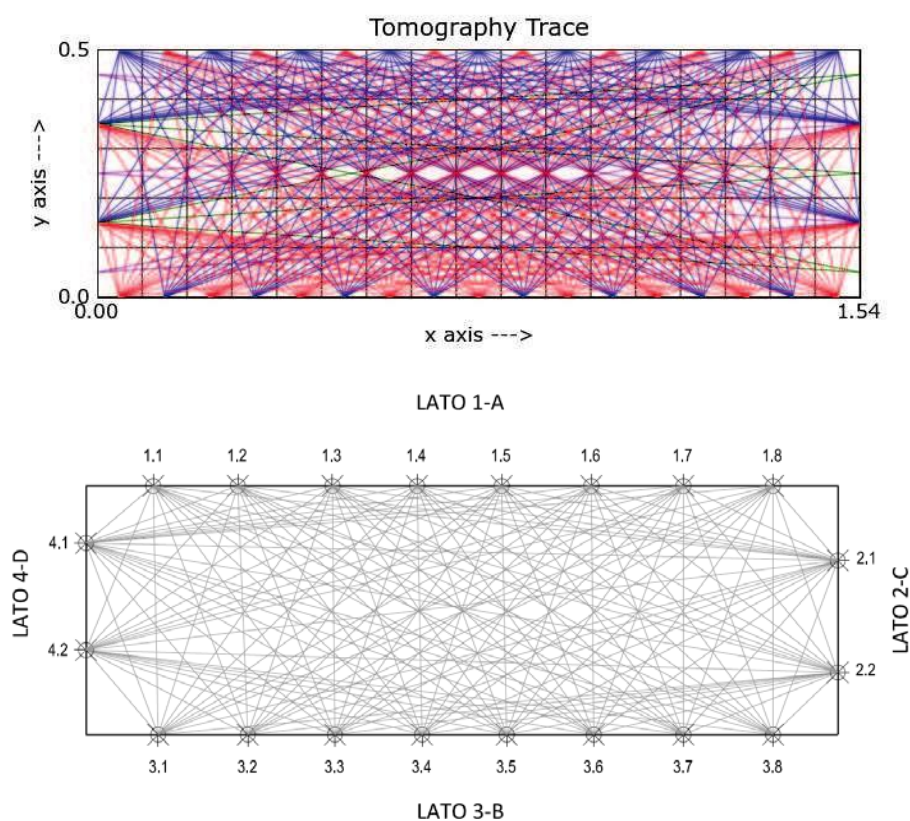 Tomography Trace
0.5
y axis --->
0.0
0.00
1.54
x axis --->
LATO 1-A
1.1 1.2 1.3 1.4 1.5 1.6 1.7 1.8
4.1
2.1
LATO 4-D
LATO 2-C
4.2
2.2
3.1 3.2 3.3 3.4 3.5 3.6 3.7 3.8
LATO 3-B